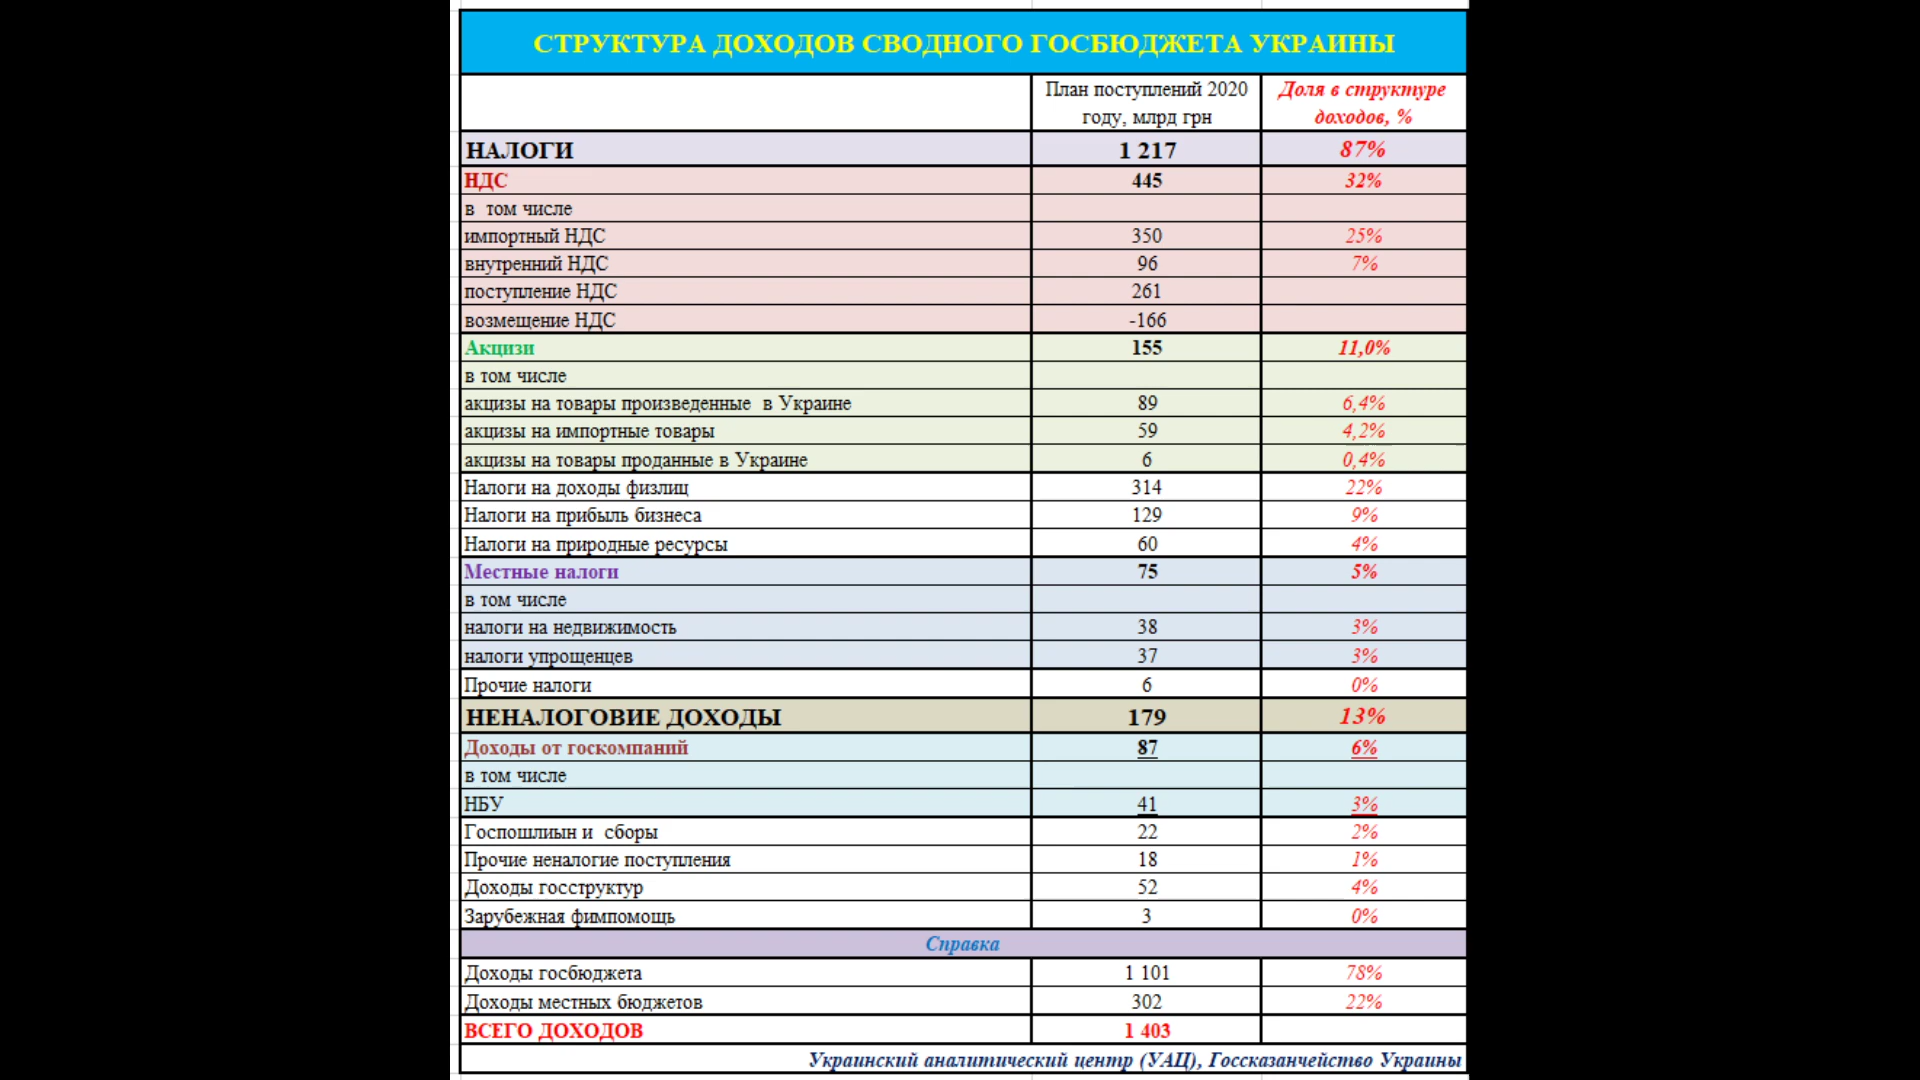 СТРУКТУРА ДОХОДОВ СВОДНОГО ГОСБЮДЖЕТА УКРАИНЫ
План поступлений 2020 году, млрд грн Доля в структуре доходов, %
НАЛОГИ 1 217 87%
НДС 445 32%
в том числе
импортный НДС 350 25%
внутренний НДС 96 7%
поступление НДС 261
возмещение НДС -166
Акцизи 155 11,0%
в том числе
акцизы на товары произведенные в Украине 89 6,4%
акцизы на импортные товары 59 4,2%
акцизы на товары проданные в Украине 6 0,4%
Налоги на доходы физлиц 314 22%
Налоги на прибыль бизнеса 129 9%
Налоги на природные ресурсы 60 4%
Местные налоги 75 5%
в том числе
налоги на недвижимость 38 3%
налоги упрощенцев 37 3%
Прочие налоги 6 0%
НЕНАЛОГОВИЕ ДОХОДЫ 179 13%
Доходы от госкомпаний 87 6%
в том числе
НБУ 41 3%
Госпошлиын и сборы 22 2%
Прочие неналогие поступления 18 1%
Доходы госструктур 52 4%
Зарубежная фимпомощь 3 0%
Справка
Доходы госбюджета 1 101 78%
Доходы местных бюджетов 302 22%
ВСЕГО ДОХОДОВ 1 403
Украинский аналитический центр (УАЦ), Госсказанчейство Украины